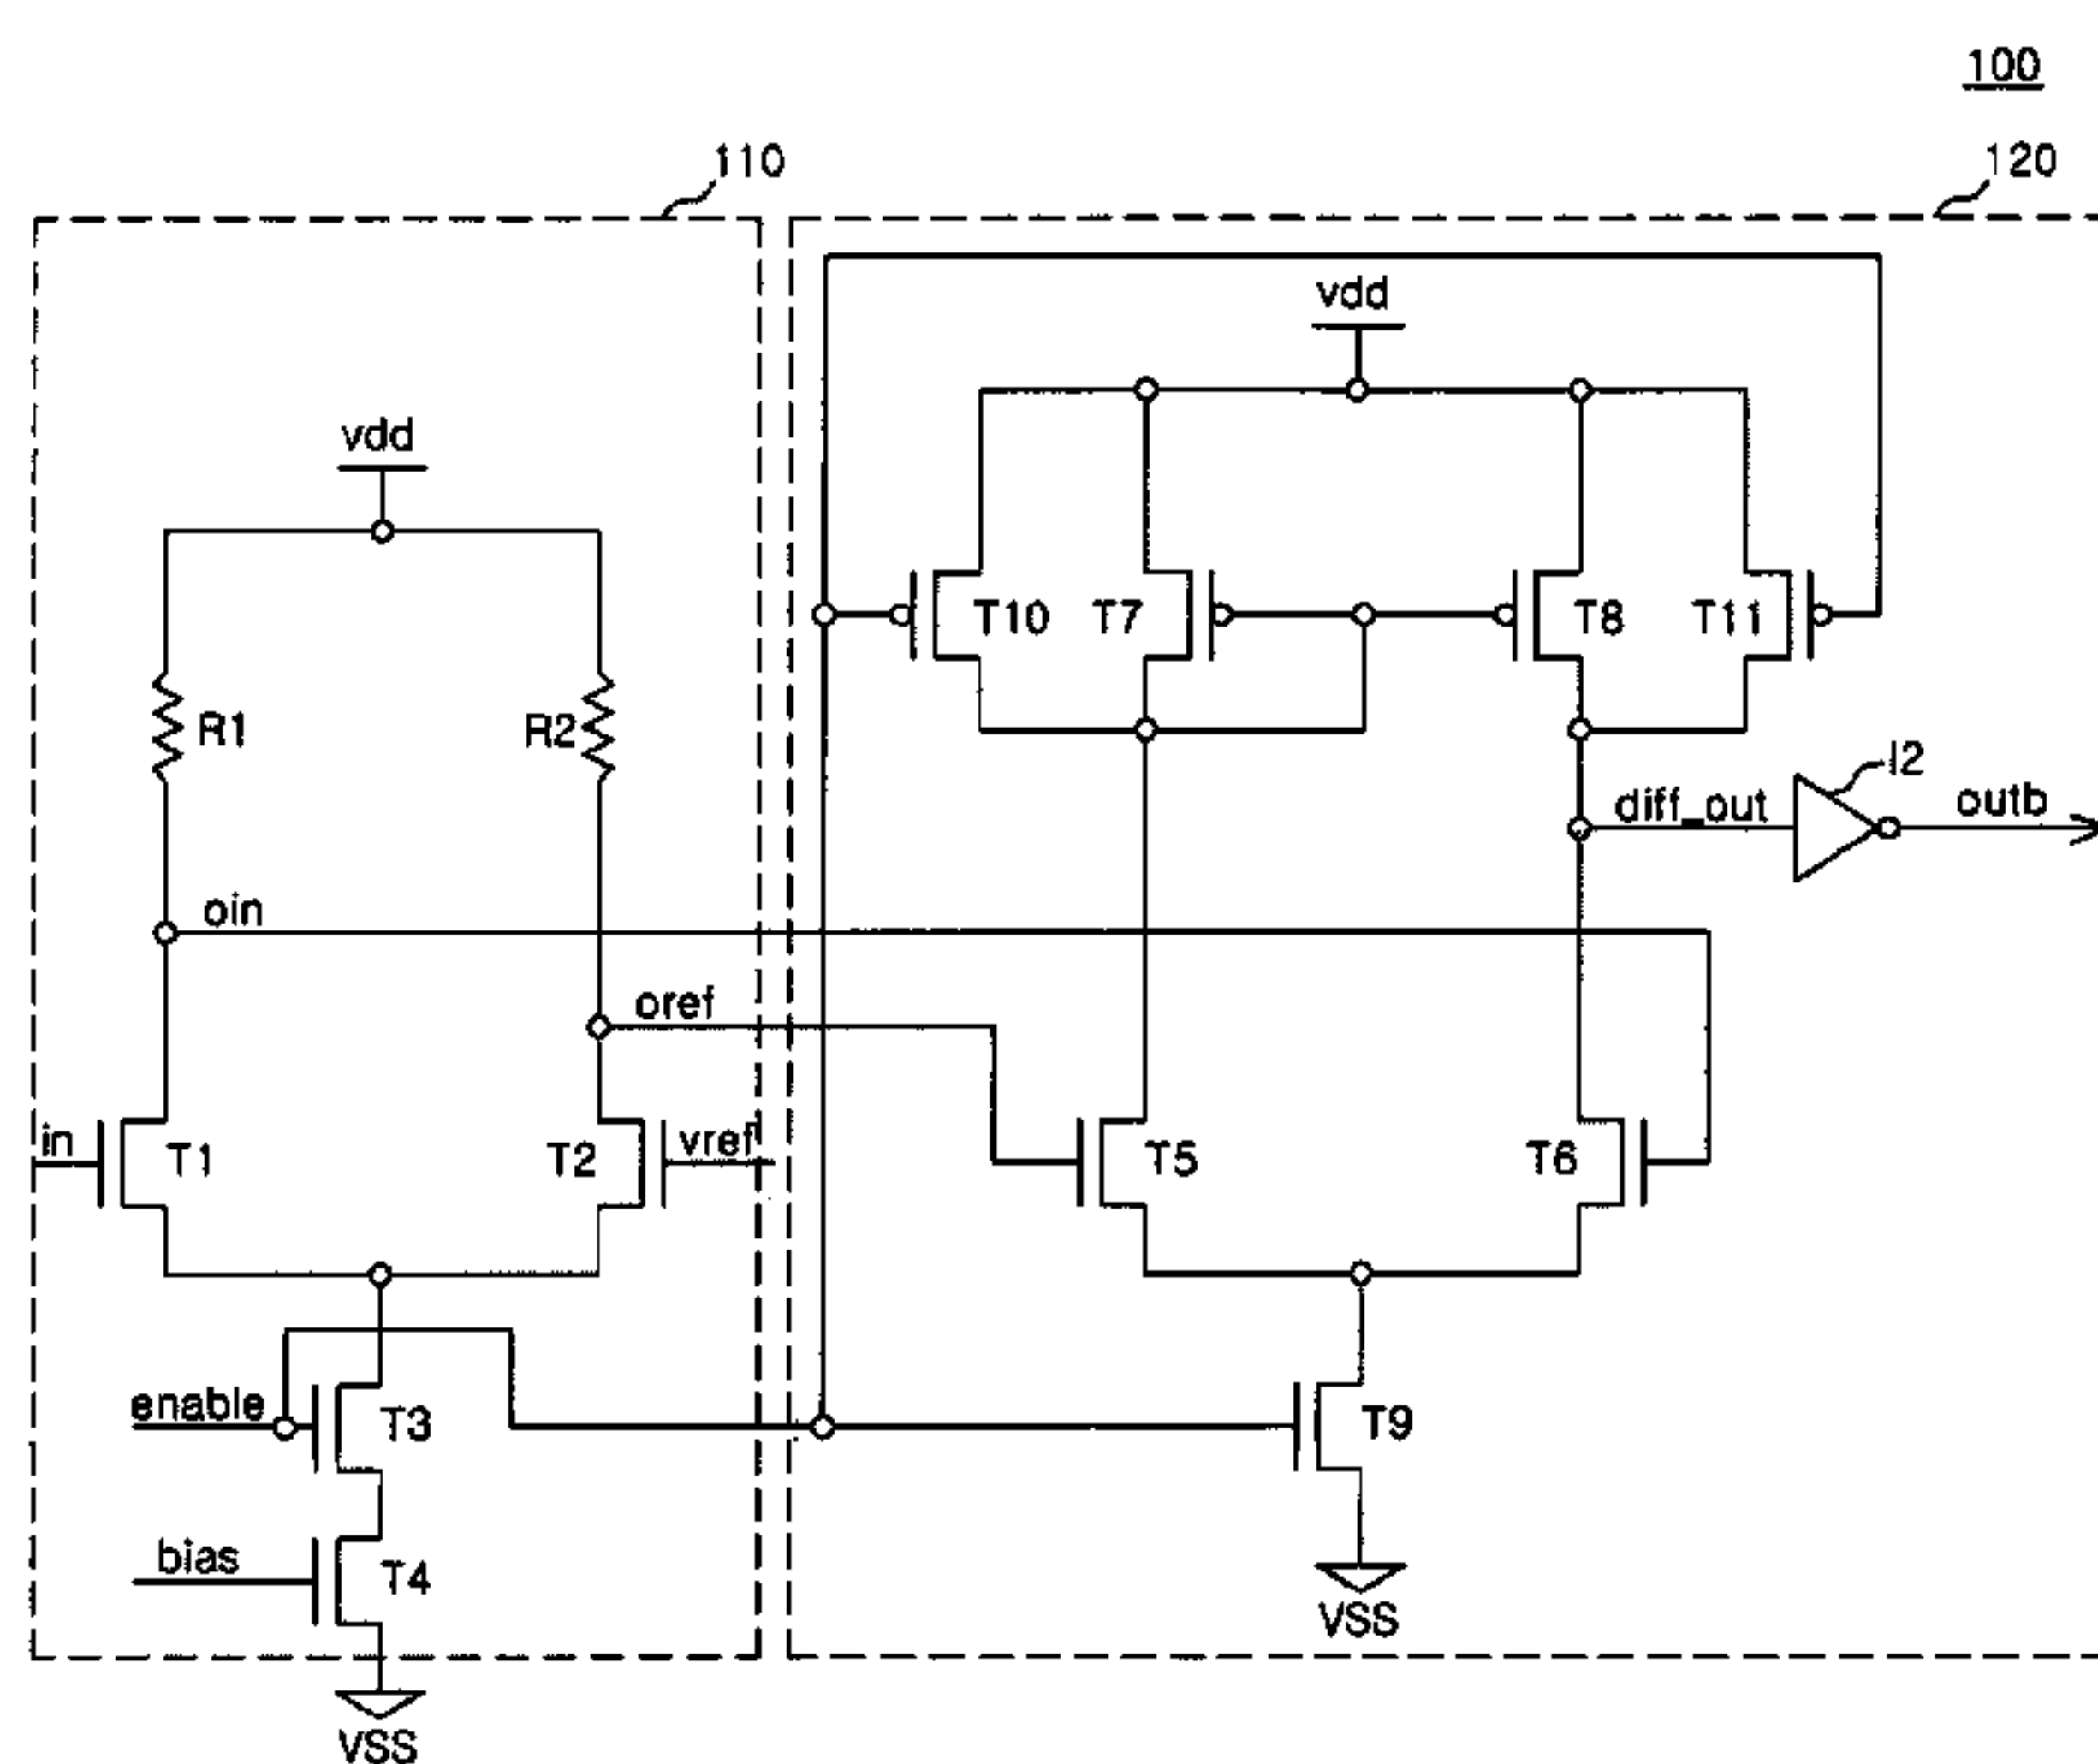 100
110
120
vdd
vdd
T10
T7
T8
T11
R1
R2
I2
diff_out
outb
oin
oref
in
T1
T2
vref
T5
T6
enable
T3
T9
bias
T4
VSS
VSS